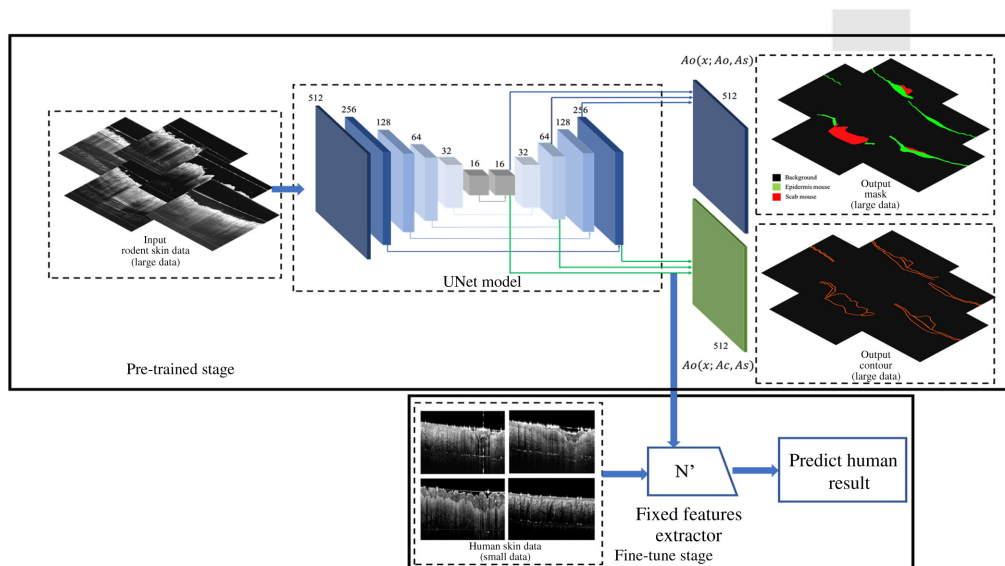 Ao(x; Ao, As)
512
256
128
64
32
16
16
32
64
128
256
512
Background
Epidermis mouse
Scab mouse
Output
mask
(large data)
Input
rodent skin data
(large data)
UNet model
512
Ao(x; Ac, As)
Output
contour
(large data)
Pre-trained stage
N’
Predict human
result
Fixed features
extractor
Human skin data
(small data)
Fine-tune stage